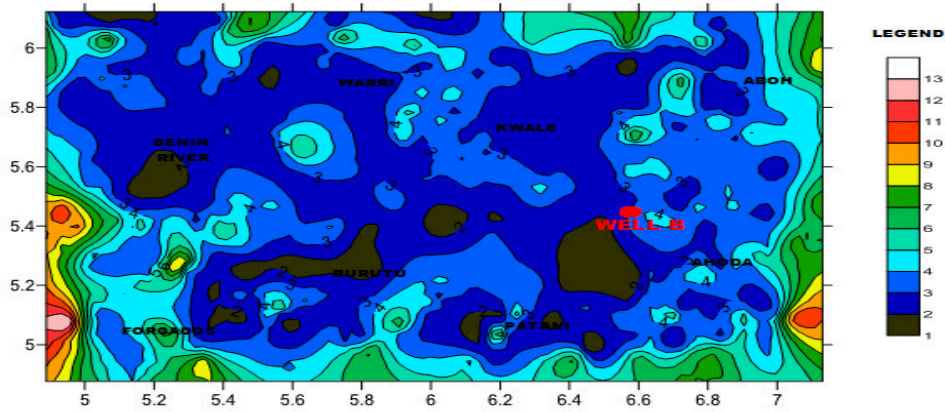 LEGEND
13
12
11
10
9
8
7
6
5
4
3
2
1
6
5.8
5.6
5.4
5.2
5
5
5.2
5.4
5.6
5.8
6
6.2
6.4
6.6
6.8
7
WARRI
ABOH
KWALE
BENIN
RIVER
WELL B
AHODA
BURUTU
FORCADOS
PATANI